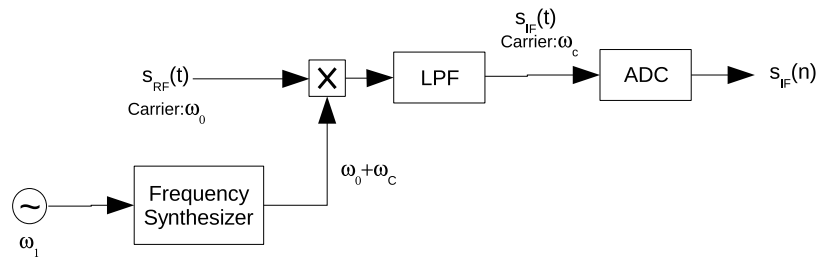 s_IF(t)
Carrier:ω_c
s_RF(t)
X
LPF
ADC
s_IF(n)
Carrier:ω_0
ω_0+ω_C
Frequency
Synthesizer
~
ω_1